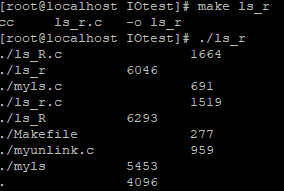 [root@localhost IOtest]# make ls_r
cc     ls_r.c   -o ls_r
[root@localhost IOtest]# ./ls_r
./ls_R.c                1664
./ls_r          6046
./myls.c                691
./ls_r.c                1519
./ls_R          6293
./Makefile              277
./myunlink.c            959
./myls          5453
.               4096